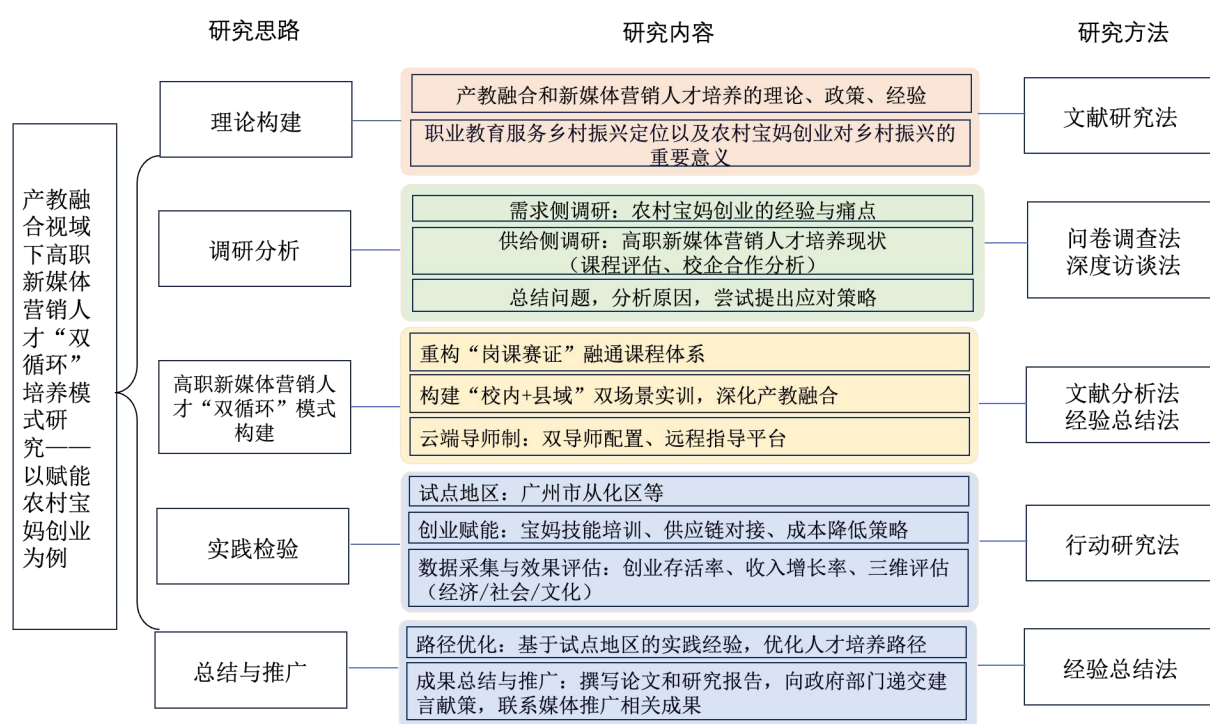 研究思路
研究内容
研究方法
产教融
合视域
下高职
新媒体
营销人
才“双
循环”
培养模
式研
究——
以赋能
农村宝
妈创业
为例
理论构建
产教融合和新媒体营销人才培养的理论、政策、经验
职业教育服务乡村振兴定位以及农村宝妈创业对乡村振兴的
重要意义
文献研究法
调研分析
需求侧调研：农村宝妈创业的经验与痛点
供给侧调研：高职新媒体营销人才培养现状
（课程评估、校企合作分析）
总结问题，分析原因，尝试提出应对策略
问卷调查法
深度访谈法
高职新媒体营销人
才“双循环”模式
构建
重构“岗课赛证”融通课程体系
构建“校内+县域”双场景实训，深化产教融合
云端导师制：双导师配置、远程指导平台
文献分析法
经验总结法
实践检验
试点地区：广州市从化区等
创业赋能：宝妈技能培训、供应链对接、成本降低策略
数据采集与效果评估：创业存活率、收入增长率、三维评估
（经济/社会/文化）
行动研究法
总结与推广
路径优化：基于试点地区的实践经验，优化人才培养路径
成果总结与推广：撰写论文和研究报告，向政府部门递交建
言献策，联系媒体推广相关成果
经验总结法